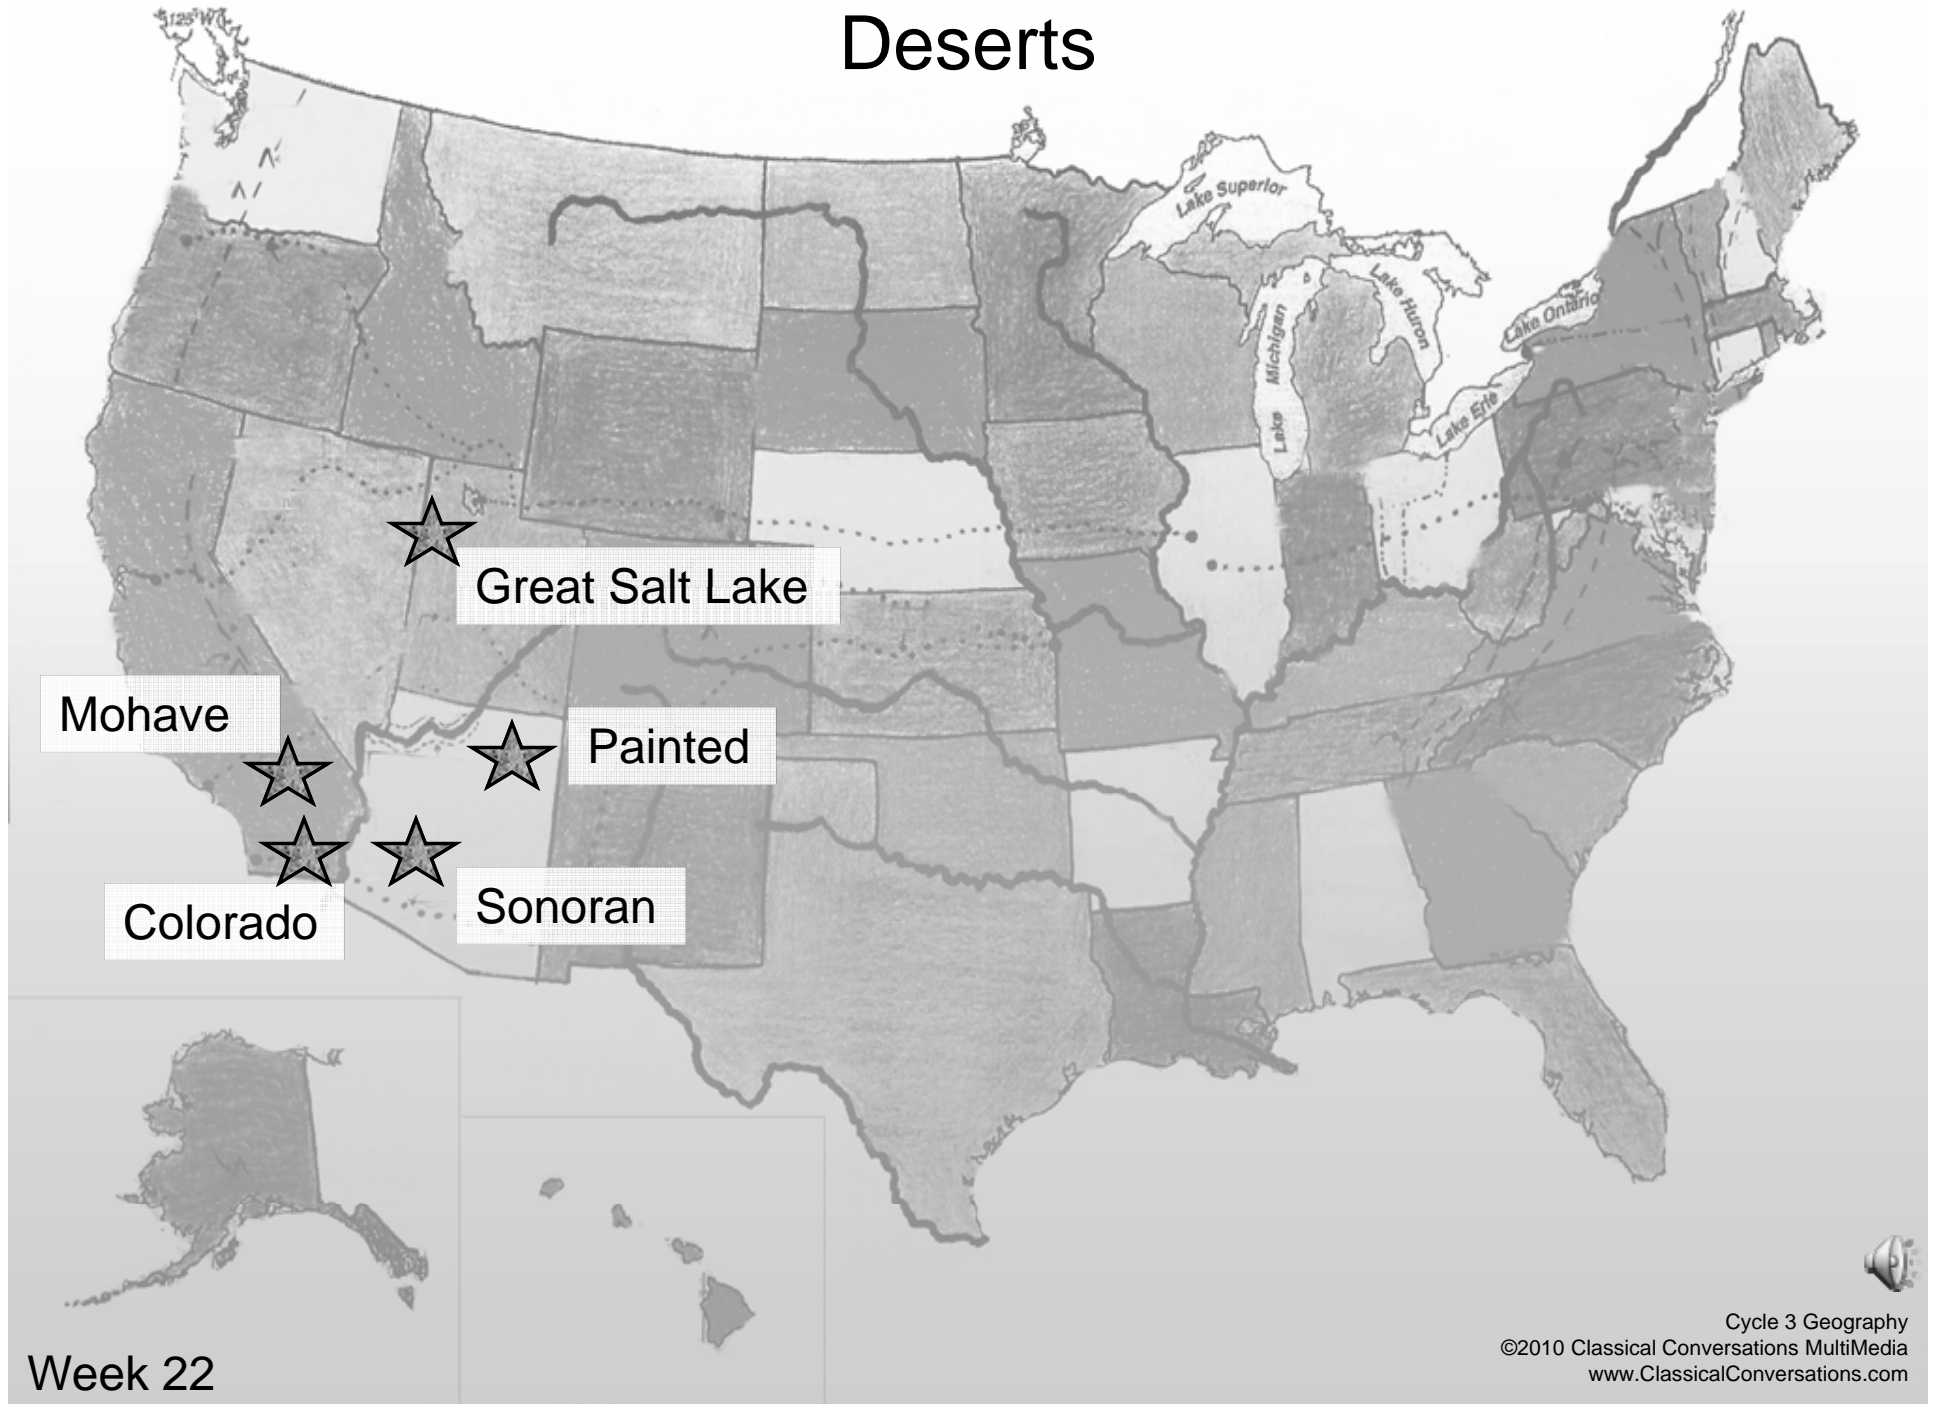 Deserts
125°W
Lake Superior
Lake Huron
Lake Ontario
Lake Michigan
Lake Erie
Great Salt Lake
Mohave
Painted
Sonoran
Colorado
Cycle 3 Geography
©2010 Classical Conversations MultiMedia
www.ClassicalConversations.com
Week 22